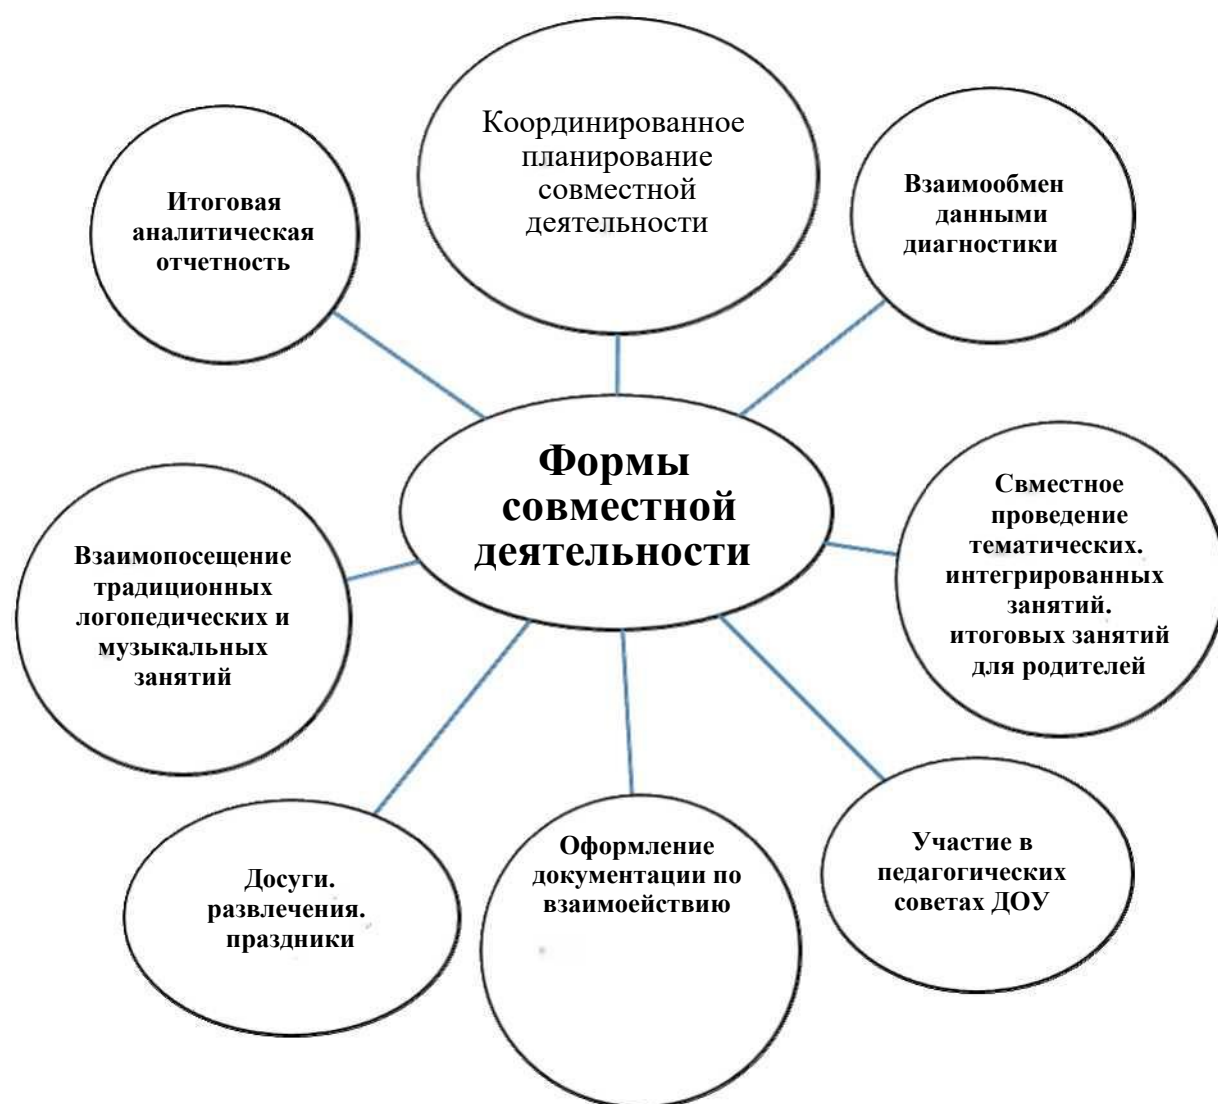 Координированное
планирование
совместной
деятельности
Итоговая
аналитическая
отчетность
Взаимообмен
данными
диагностики
Формы
совместной
деятельности
Свместное
проведение
тематических.
интегрированных
занятий.
итоговых занятий
для родителей
Взаимопосещение
традиционных
логопедических и
музыкальных
занятий
Досуги.
развлечения.
праздники
Оформление
документации по
взаимоействию
Участие в
педагогических
советах ДОУ